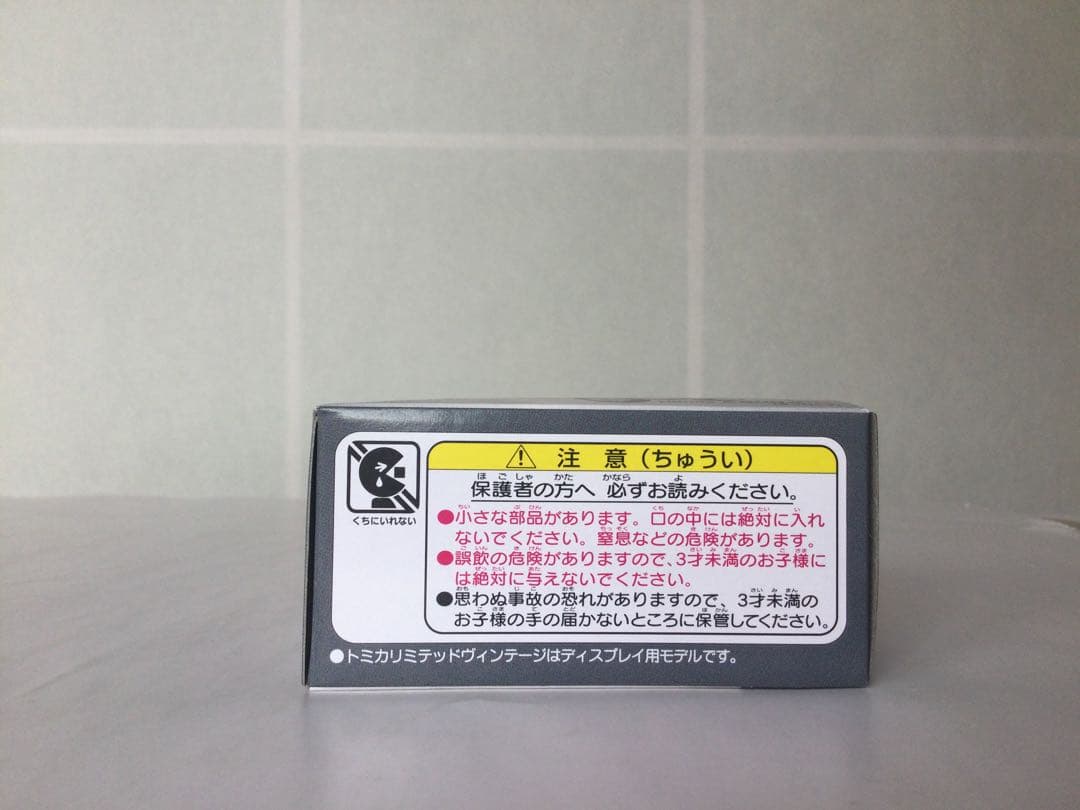 注意(ちゅうい)
保護者の方へ 必ずお読みください。
●小さな部品があります。口の中には絶対に入れ
ないでください。窒息などの危険があります。
●誤飲の危険がありますので、3才未満のお子様に
は絶対に与えないでください。
●思わぬ事故の恐れがありますので、3才未満の
お子様の手の届かないところに保管してください。
くちにいれない
●トミカリミテッドヴィンテージはディスプレイ用モデルです。